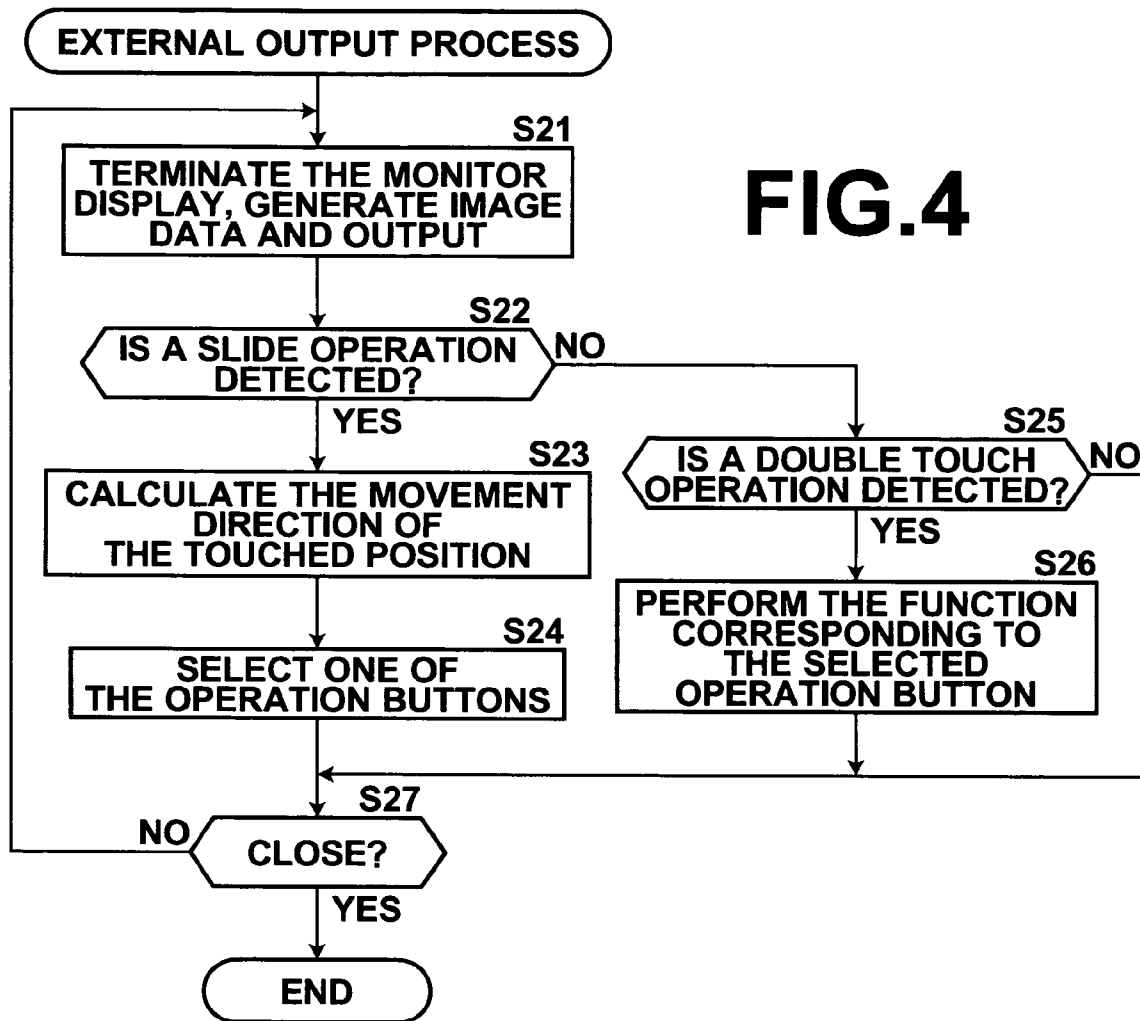 EXTERNAL OUTPUT PROCESS
S21
TERMINATE THE MONITOR
DISPLAY, GENERATE IMAGE
DATA AND OUTPUT
FIG.4
S22
IS A SLIDE OPERATION
DETECTED?
NO
YES
S23
CALCULATE THE MOVEMENT
DIRECTION OF
THE TOUCHED POSITION
S24
SELECT ONE OF
THE OPERATION BUTTONS
S25
IS A DOUBLE TOUCH
OPERATION DETECTED?
NO
YES
S26
PERFORM THE FUNCTION
CORRESPONDING TO
THE SELECTED
OPERATION BUTTON
S27
CLOSE?
NO
YES
END